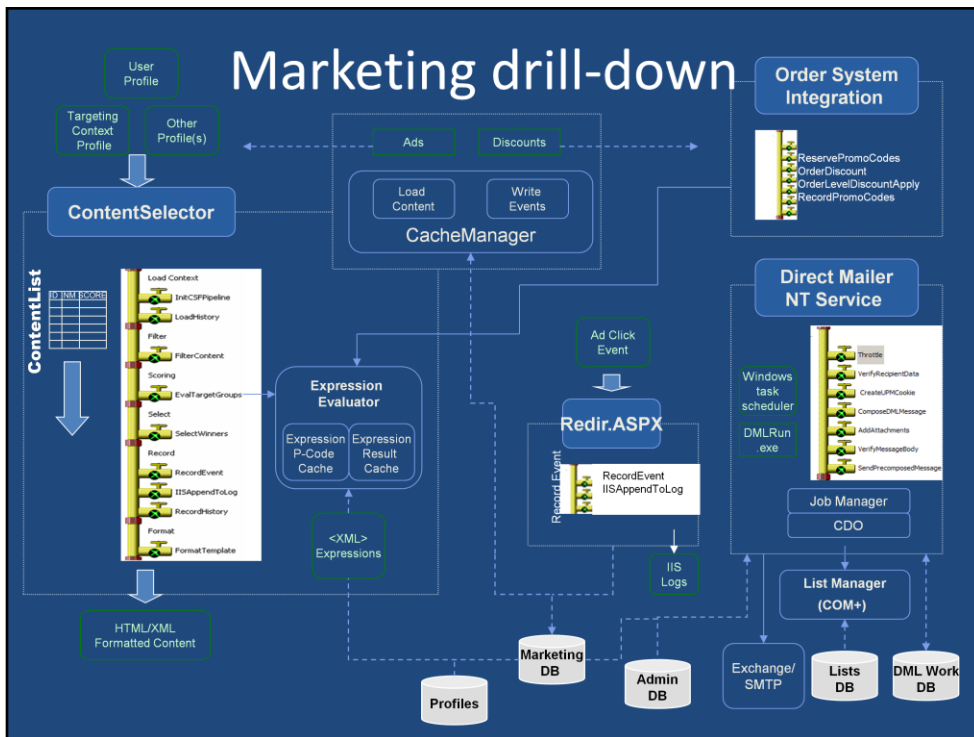 Marketing drill-down
User
Profile
Targeting
Context
Profile
Other
Profile(s)
ContentSelector
Ads
Discounts
Load
Content
Write
Events
CacheManager
Order System
Integration
ReservePromoCodes
OrderDiscount
OrderLevelDiscountApply
RecordPromoCodes
ContentList
ID NM SCORE
Load Context
InitCSFPipeline
LoadHistory
Filter
FilterContent
Scoring
EvalTargetGroups
Select
SelectWinners
Record
RecordEvent
IISAppendToLog
RecordHistory
Format
FormatTemplate
HTML/XML
Formatted Content
Expression
Evaluator
Expression
P-Code
Cache
Expression
Result
Cache
<XML>
Expressions
Ad Click
Event
Redir.ASPX
Record Event
RecordEvent
IISAppendToLog
IIS
Logs
Direct Mailer
NT Service
Windows
task
scheduler
DMLRun
.exe
Throttle
VerifyRecipientData
CreateUPMCookie
ComposeDMLMessage
AddAttachments
VerifyMessageBody
SendPrecomposedMessage
Job Manager
CDO
List Manager
(COM+)
Profiles
Marketing
DB
Admin
DB
Exchange/
SMTP
Lists
DB
DML Work
DB